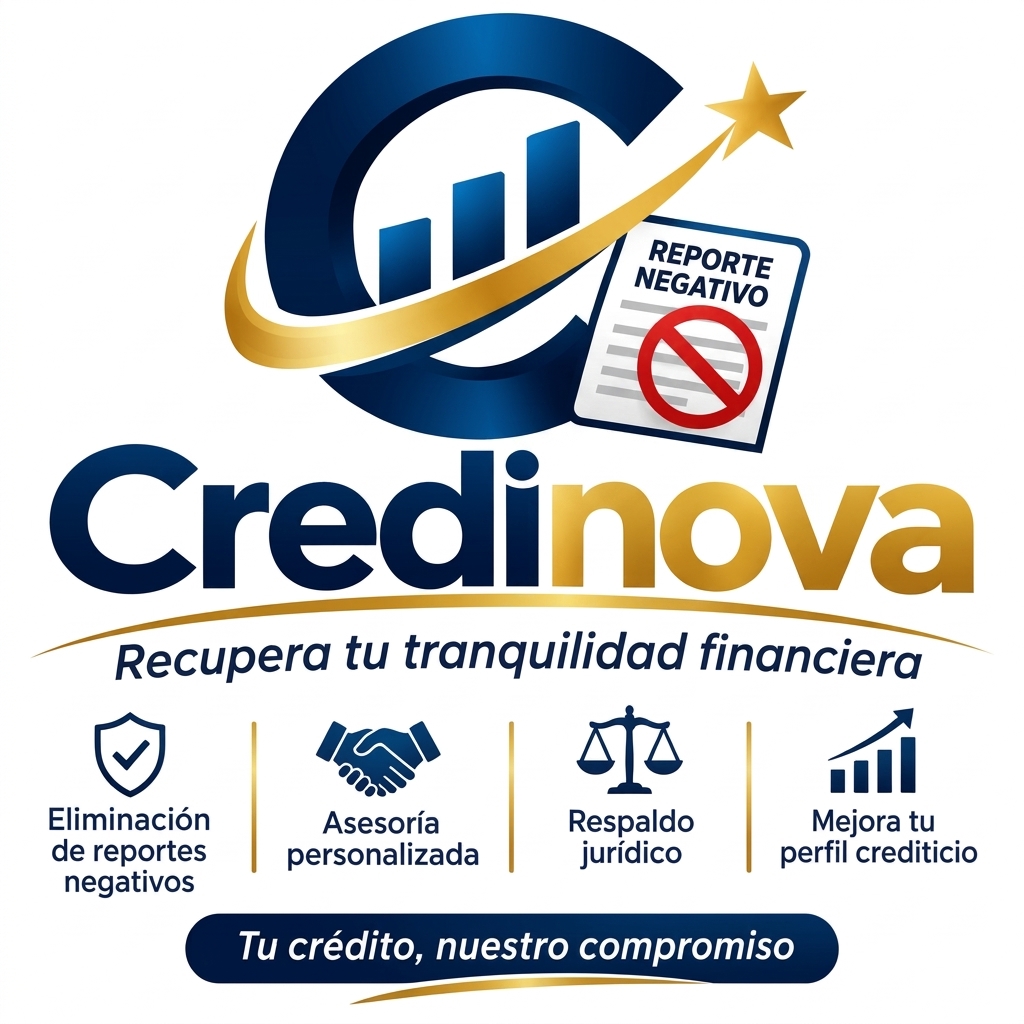 REPORTE
NEGATIVO
Credinova
Recupera tu tranquilidad financiera
Eliminación
de reportes
negativos
Asesoría
personalizada
Respaldo
jurídico
Mejora tu
perfil crediticio
Tu crédito, nuestro compromiso